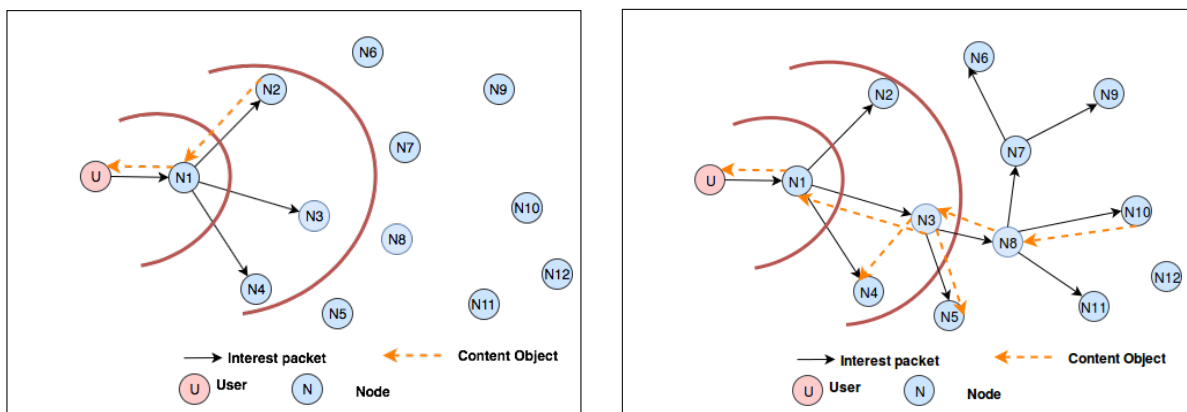 N6
N2
N9
N7
U
N1
N10
N3
N8
N12
N4
N11
N5
Interest packet
Content Object
U
User
N
Node
N6
N2
N9
N7
U
N1
N10
N3
N8
N12
N4
N11
N5
Interest packet
Content Object
U
User
N
Node